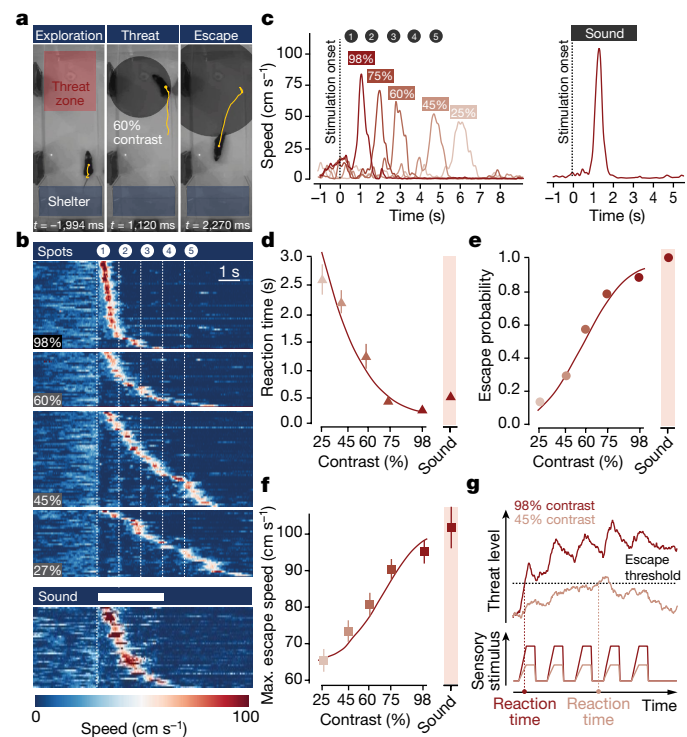 a
Exploration Threat Escape
Threat
zone
60%
contrast
Shelter
t = –1,994 ms t = 1,120 ms t = 2,270 ms
b
Spots 1 2 3 4 5
1 s
98%
60%
45%
27%
Sound
0 100
Speed (cm s⁻¹)
c
1 2 3 4 5
Speed (cm s⁻¹)
100
75
50
25
0
Stimulation onset
98%
75%
60%
45%
25%
–1 0 1 2 3 4 5 6 7 8
Time (s)
Sound
Stimulation onset
–1 0 1 2 3 4 5
Time (s)
d
Reaction time (s)
3.0
2.5
2.0
1.5
1.0
0.5
0.0
25 45 60 75 98
Contrast (%)
Sound
e
Escape probability
1.0
0.8
0.6
0.4
0.2
0
25 45 60 75 98
Contrast (%)
Sound
f
Max. escape speed (cm s⁻¹)
100
90
80
70
60
25 45 60 75 98
Contrast (%)
Sound
g
98% contrast
45% contrast
Threat level
Escape
threshold
Sensory
stimulus
Reaction
time
Reaction
time
Time